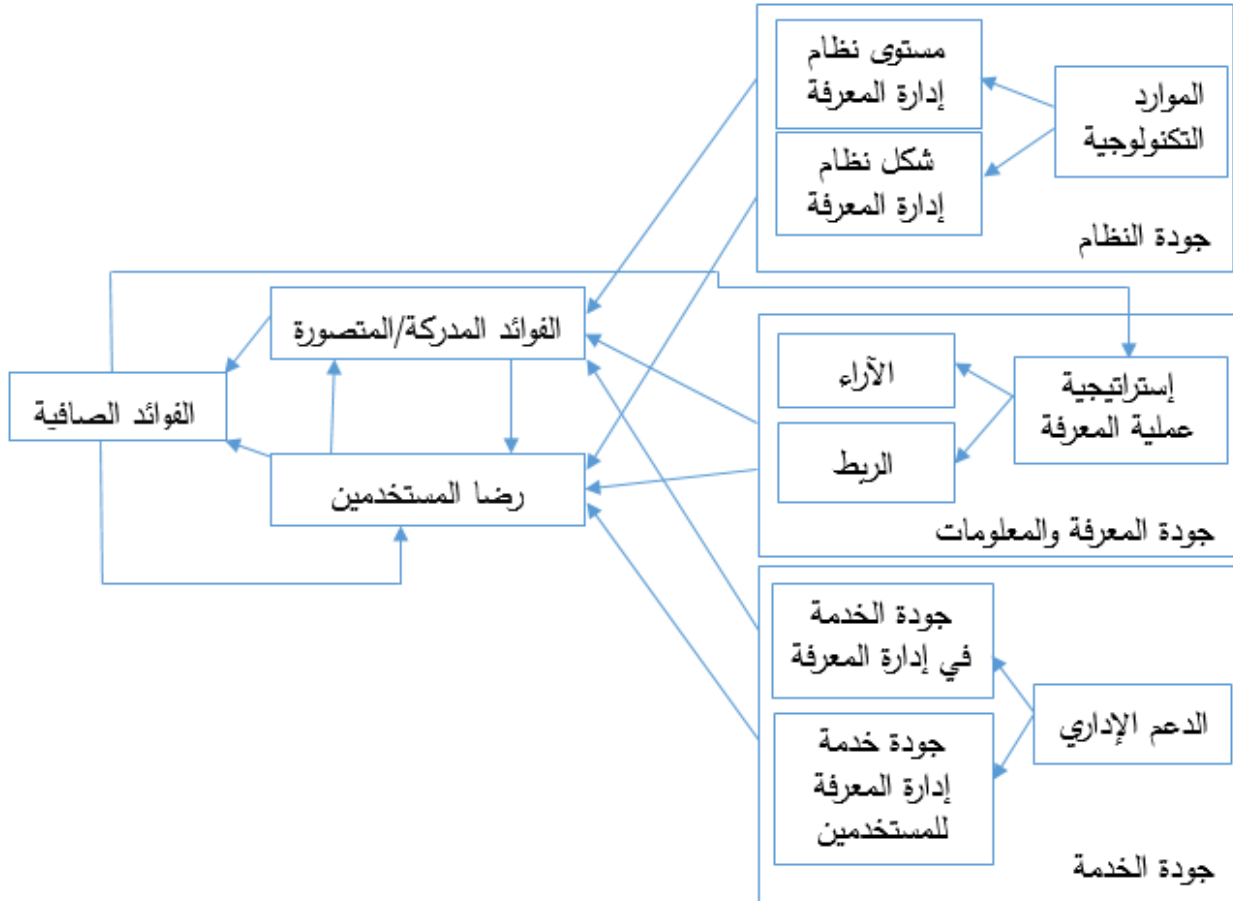 الموارد
التكنولوجية
مستوى نظام
إدارة المعرفة
شكل نظام
إدارة المعرفة
جودة النظام
إستراتيجية
عملية المعرفة
الآراء
الربط
جودة المعرفة والمعلومات
الدعم الإداري
جودة الخدمة
في إدارة المعرفة
جودة خدمة
إدارة المعرفة
للمستخدمين
جودة الخدمة
الفوائد المدركة/المتصورة
رضا المستخدمين
الفوائد الصافية